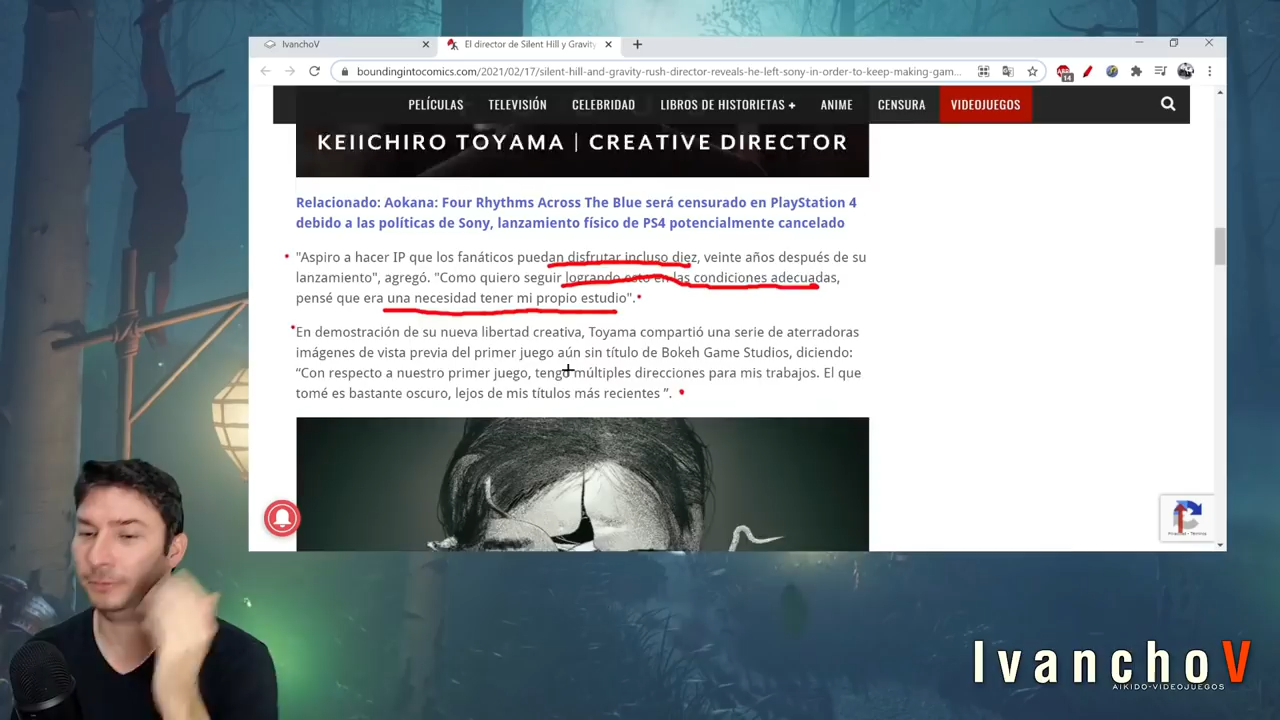 IvanchoV
El director de Silent Hill y Gravity
boundingintocomics.com/2021/02/17/silent-hill-and-gravity-rush-director-reveals-he-left-sony-in-order-to-keep-making-gam...
14
PELÍCULAS TELEVISIÓN CELEBRIDAD LIBROS DE HISTORIETAS + ANIME CENSURA VIDEOJUEGOS
KEIICHIRO TOYAMA | CREATIVE DIRECTOR
Relacionado: Aokana: Four Rhythms Across The Blue será censurado en PlayStation 4
debido a las políticas de Sony, lanzamiento físico de PS4 potencialmente cancelado
"Aspiro a hacer IP que los fanáticos puedan disfrutar incluso diez, veinte años después de su
lanzamiento", agregó. "Como quiero seguir logrando esto en las condiciones adecuadas,
pensé que era una necesidad tener mi propio estudio".
En demostración de su nueva libertad creativa, Toyama compartió una serie de aterradoras
imágenes de vista previa del primer juego aún sin título de Bokeh Game Studios, diciendo:
“Con respecto a nuestro primer juego, tengo múltiples direcciones para mis trabajos. El que
tomé es bastante oscuro, lejos de mis títulos más recientes ”.
IvanchoV
AIKIDO-VIDEOJUEGOS